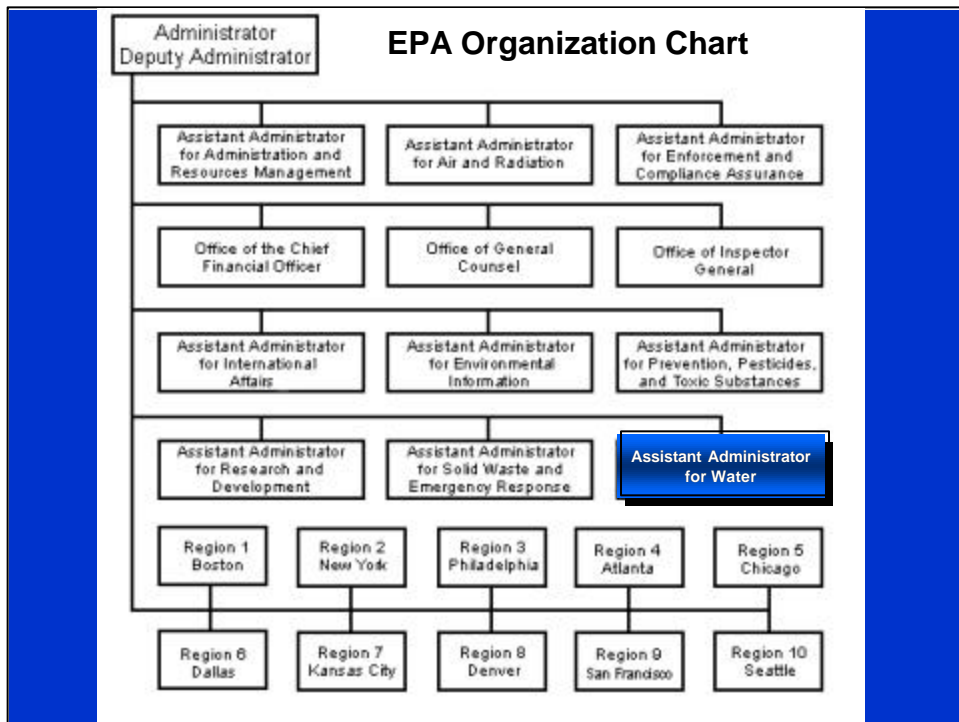 Administrator
Deputy Administrator
EPA Organization Chart
Assistant Administrator
for Administration and
Resources Management
Assistant Administrator
for Air and Radiation
Assistant Administrator
for Enforcement and
Compliance Assurance
Office of the Chief
Financial Officer
Office of General
Counsel
Office of Inspector
General
Assistant Administrator
for International
Affairs
Assistant Administrator
for Environmental
Information
Assistant Administrator
for Prevention, Pesticides,
and Toxic Substances
Assistant Administrator
for Research and
Development
Assistant Administrator
for Solid Waste and
Emergency Response
Assistant Administrator
for Water
Region 1
Boston
Region 2
New York
Region 3
Philadelphia
Region 4
Atlanta
Region 5
Chicago
Region 6
Dallas
Region 7
Kansas City
Region 8
Denver
Region 9
San Francisco
Region 10
Seattle